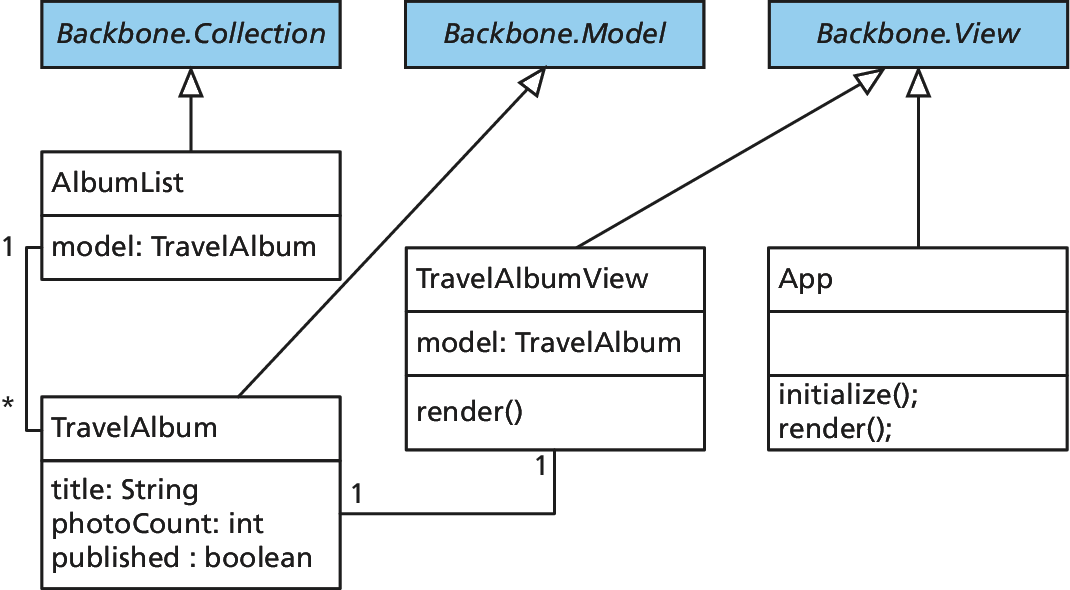 Backbone.Collection
Backbone.Model
Backbone.View
AlbumList
model: TravelAlbum
1
*
TravelAlbum
title: String
photoCount: int
published : boolean
1
TravelAlbumView
model: TravelAlbum
render()
1
App
initialize();
render();